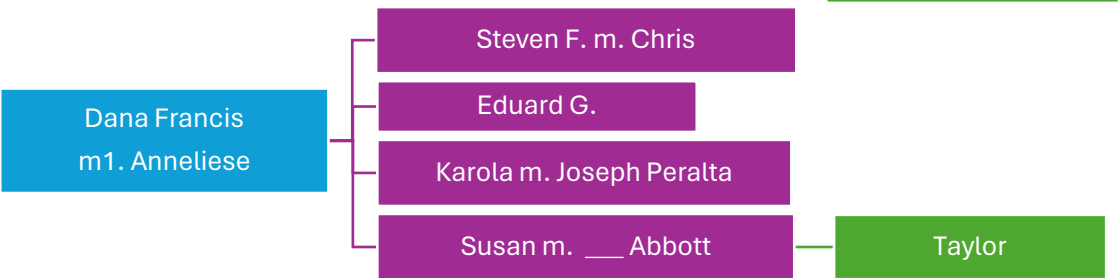 Steven F. m. Chris
Dana Francis
m1. Anneliese
Eduard G.
Karola m. Joseph Peralta
Susan m. ___ Abbott
Taylor